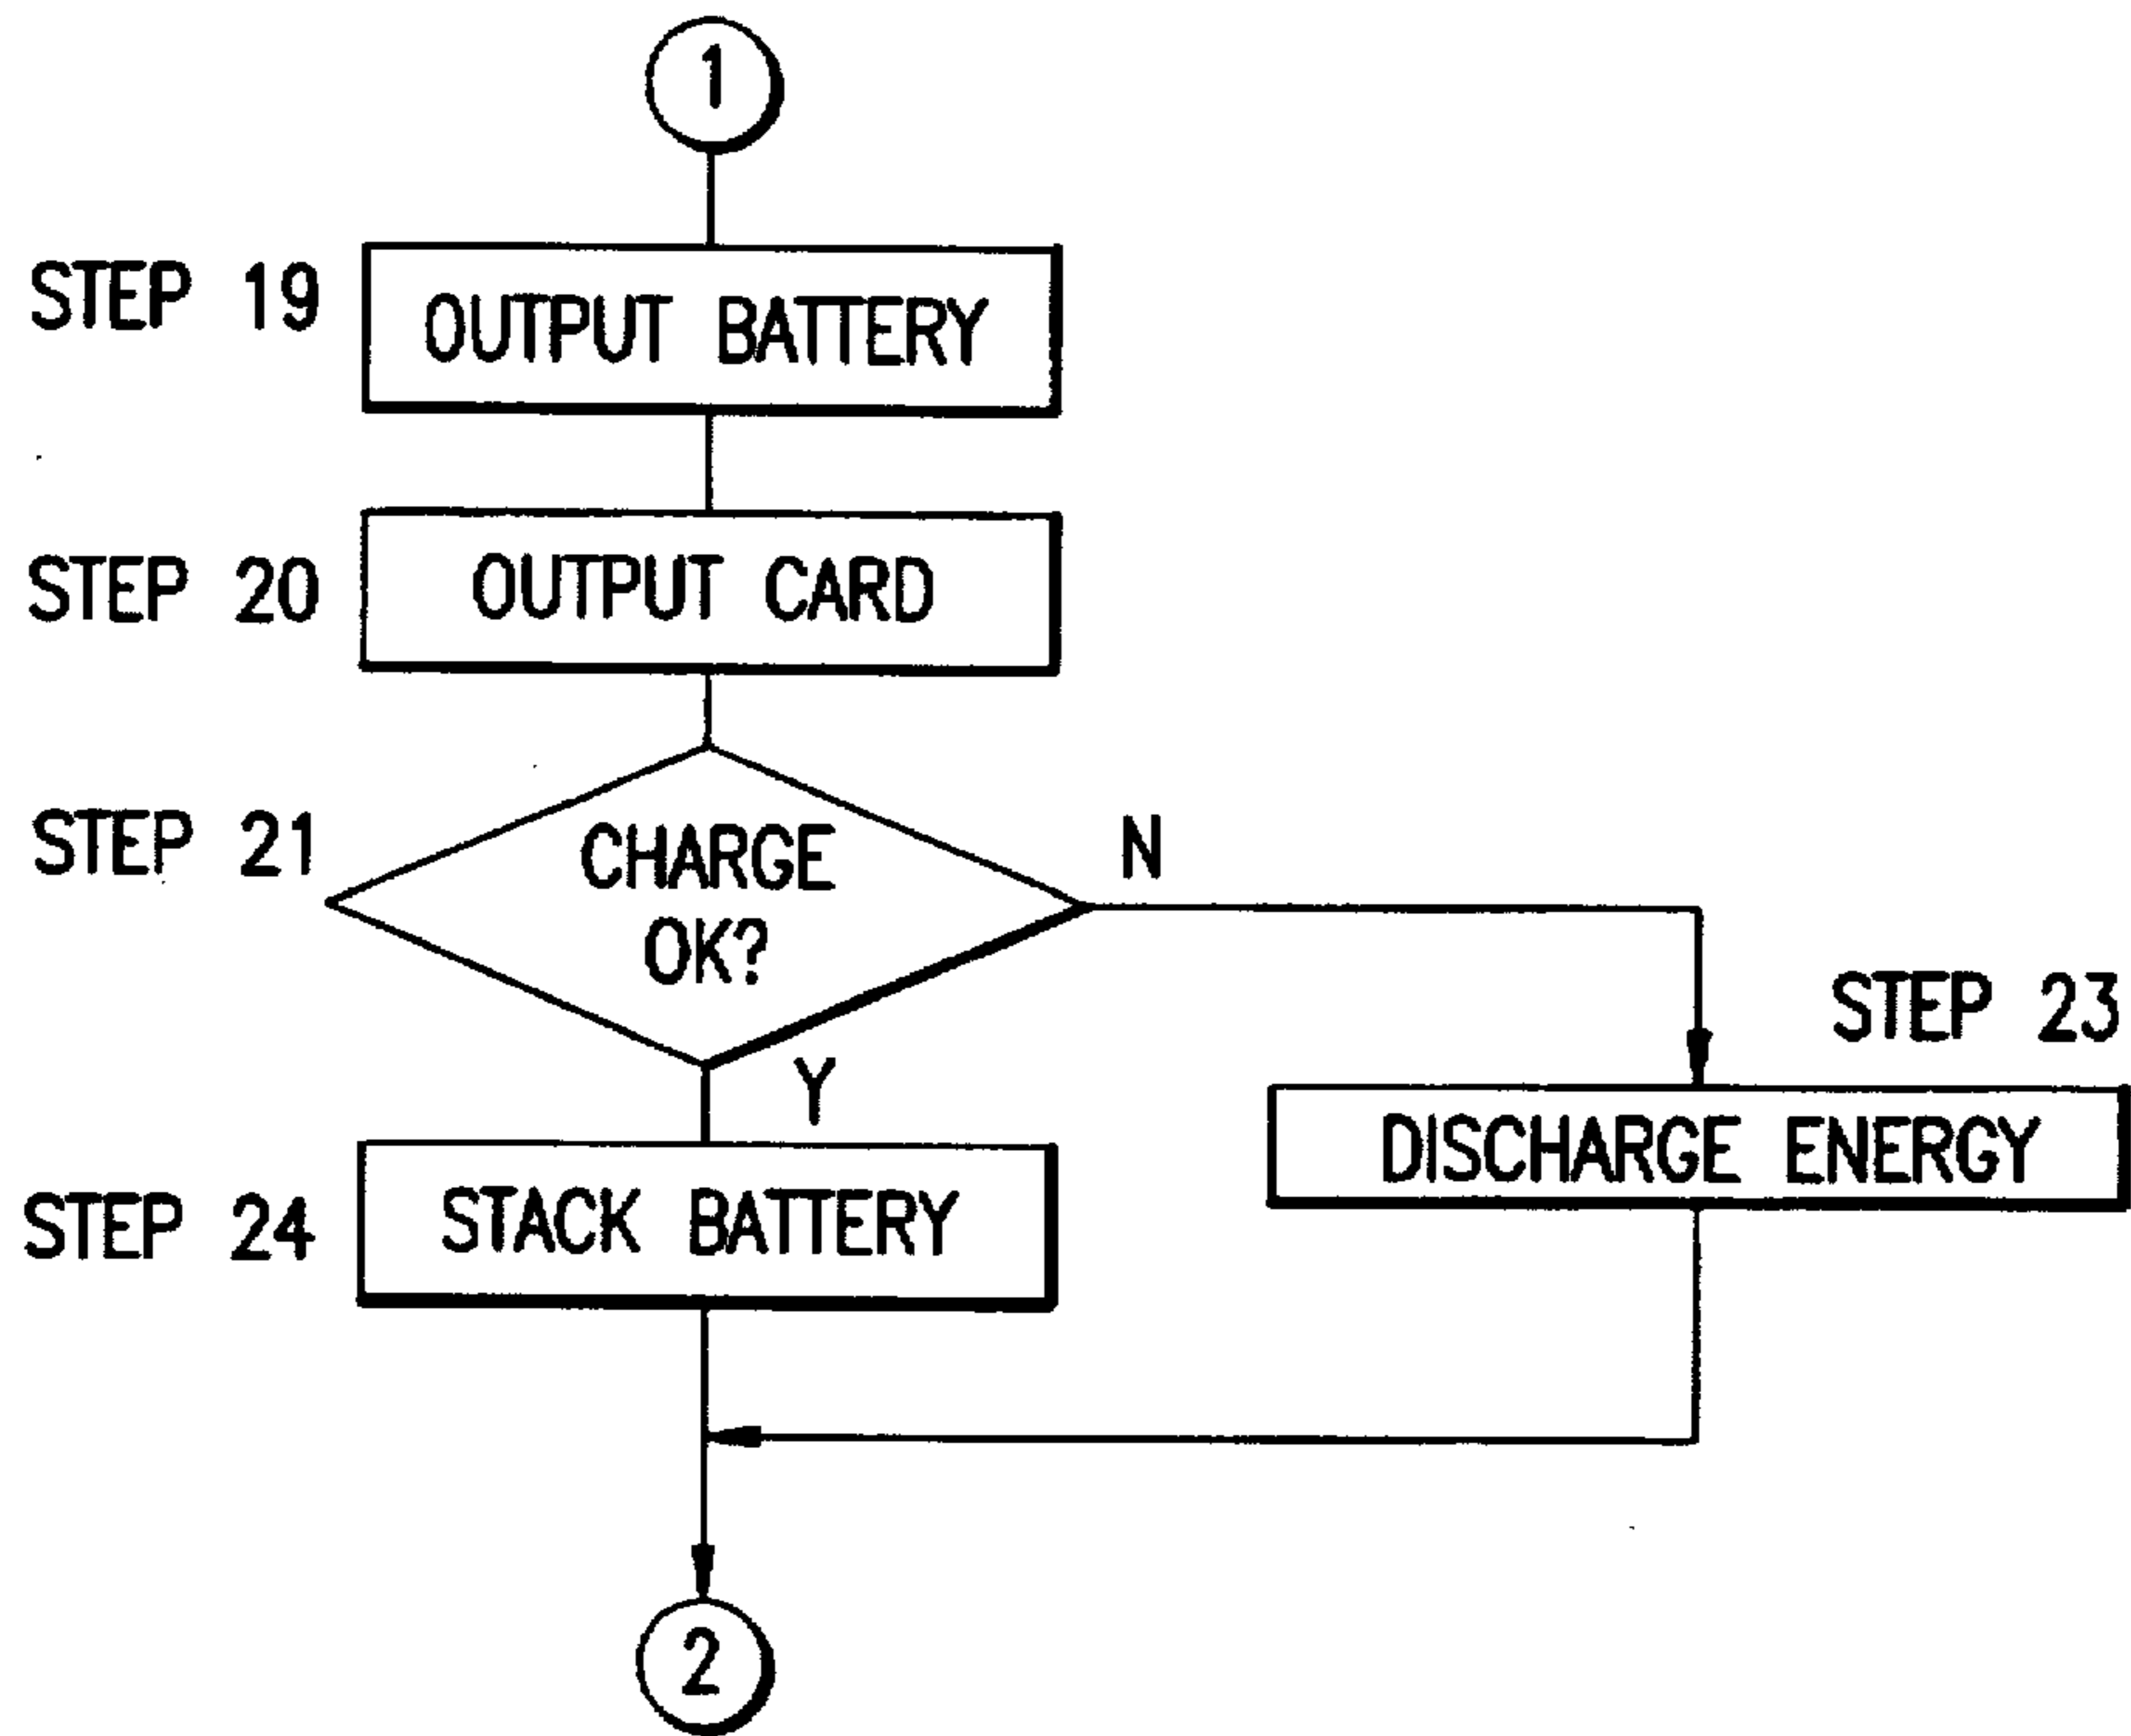 1
STEP 19
OUTPUT BATTERY
STEP 20
OUTPUT CARD
STEP 21
CHARGE
OK?
N
Y
STEP 23
DISCHARGE ENERGY
STEP 24
STACK BATTERY
2